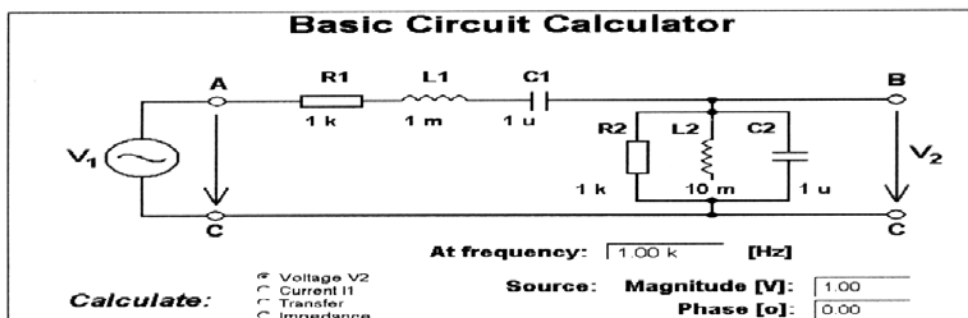 Basic Circuit Calculator
A R1 L1 C1 B
1 k 1 m 1 u
R2 L2 C2
V1 V2
1 k 10 m 1 u
C C
At frequency: 1.00 k [Hz]
Voltage V2
Current I1
Transfer
Impedance
Calculate:
Source: Magnitude [V]: 1.00
Phase [o]: 0.00